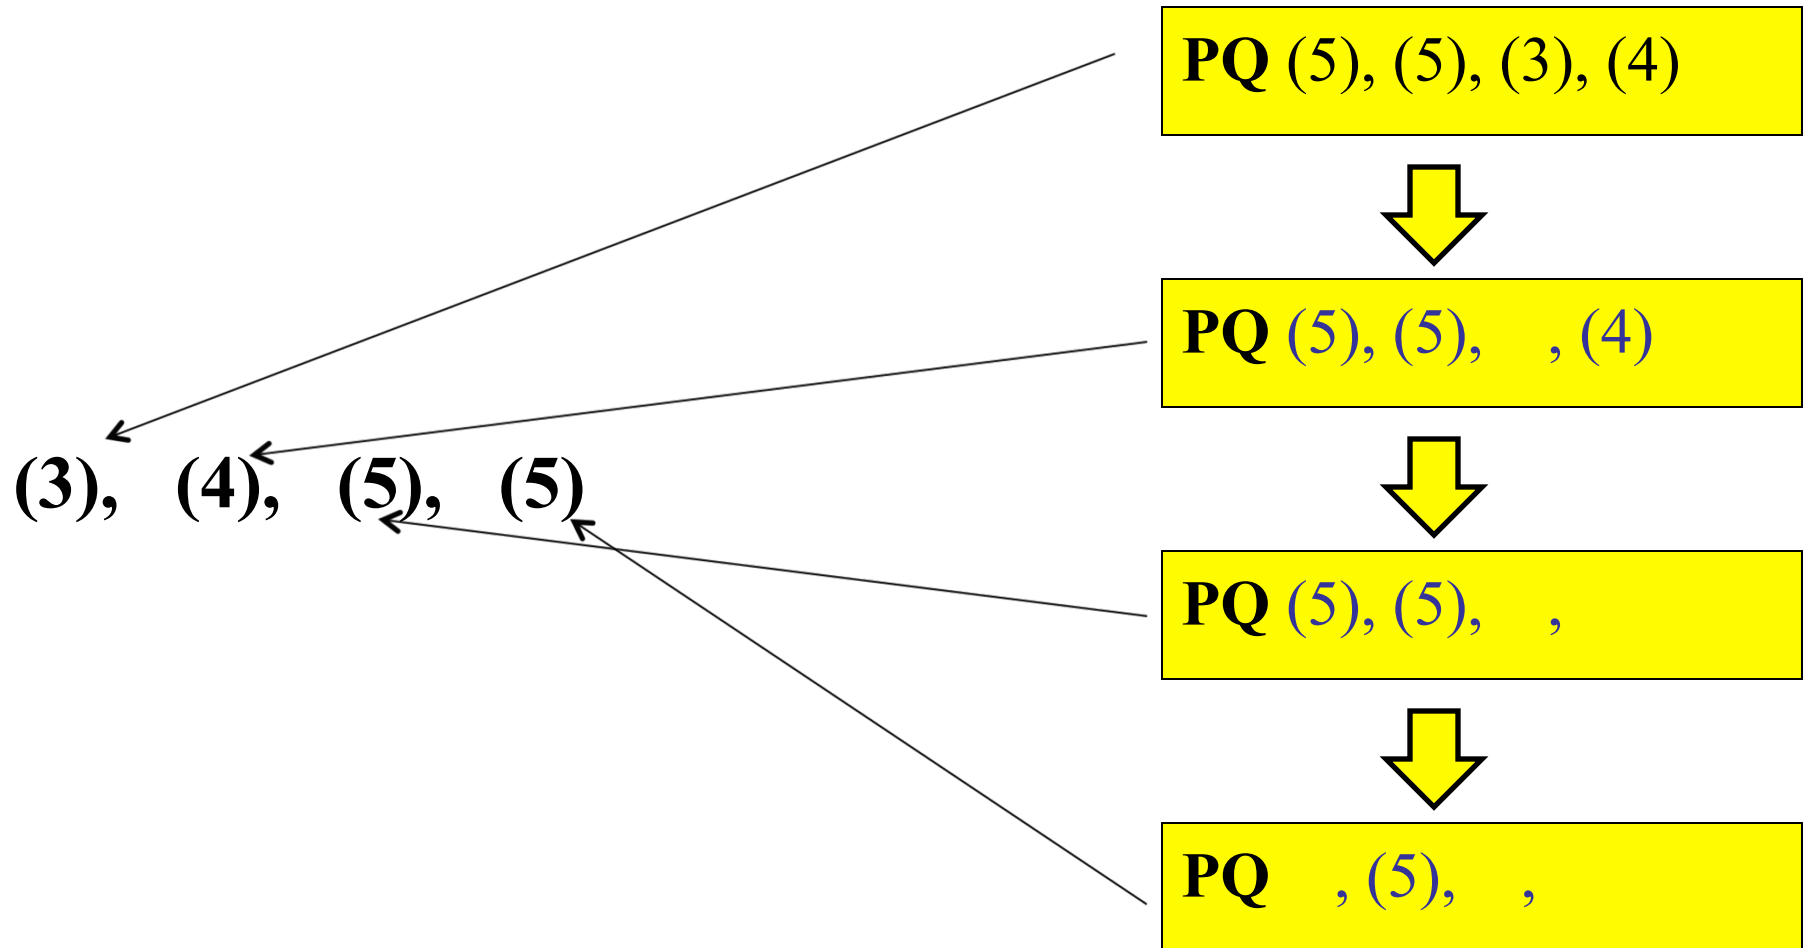 PQ (5), (5), (3), (4)
PQ (5), (5), , (4)
(3), (4), (5), (5)
PQ (5), (5), ,
PQ , (5), ,